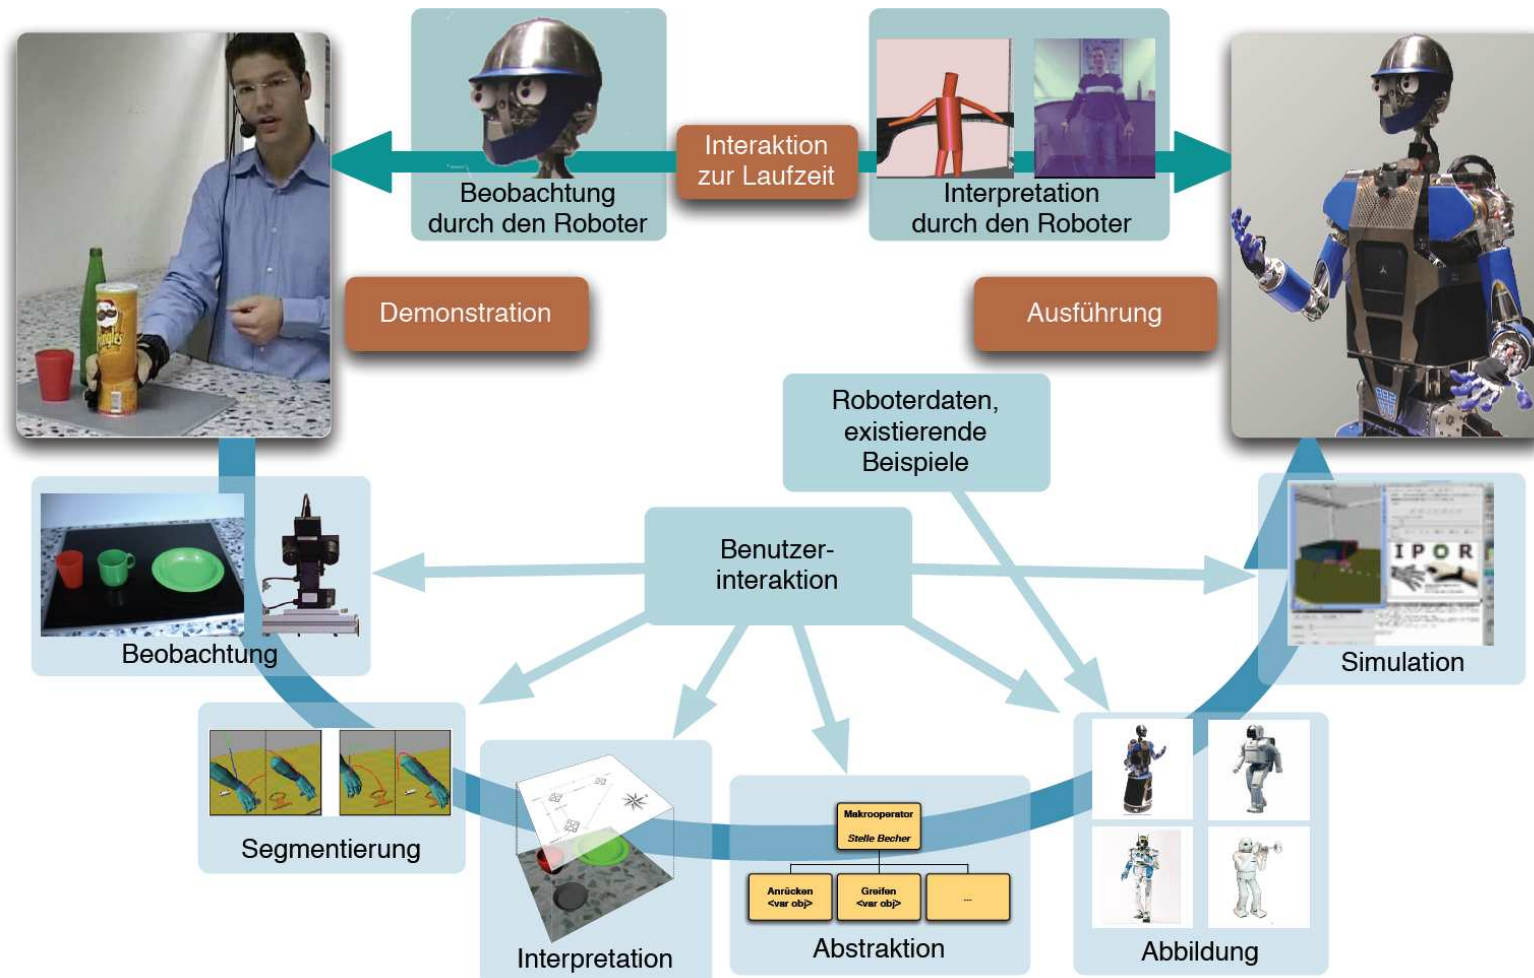 Interaktion
zur Laufzeit
Beobachtung
durch den Roboter
Interpretation
durch den Roboter
Demonstration
Ausführung
Roboterdaten,
existierende
Beispiele
Benutzer-
interaktion
Beobachtung
I P O R
Simulation
Segmentierung
Interpretation
Makrooperator
Stelle Becher
Anrücken
<var obj>
Greifen
<var obj>
...
Abstraktion
Abbildung